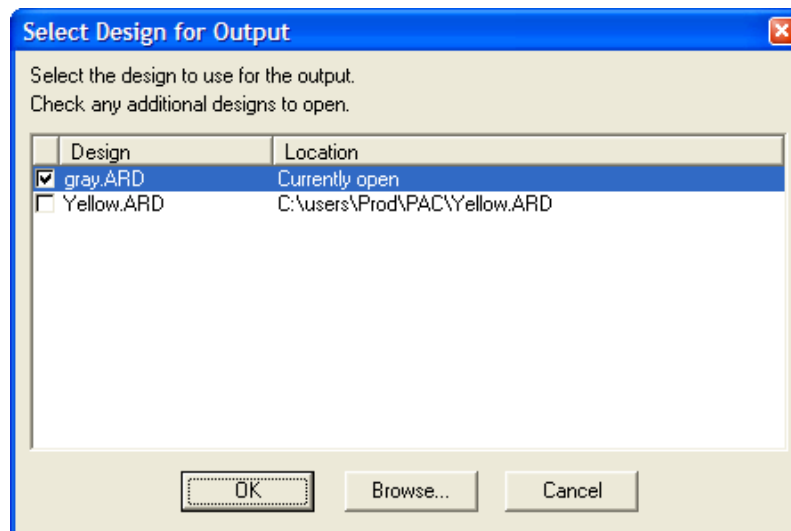 Select Design for Output
Select the design to use for the output.
Check any additional designs to open.
Design Location
gray.ARD Currently open
Yellow.ARD C:\users\Prod\PAC\Yellow.ARD
OK Browse... Cancel